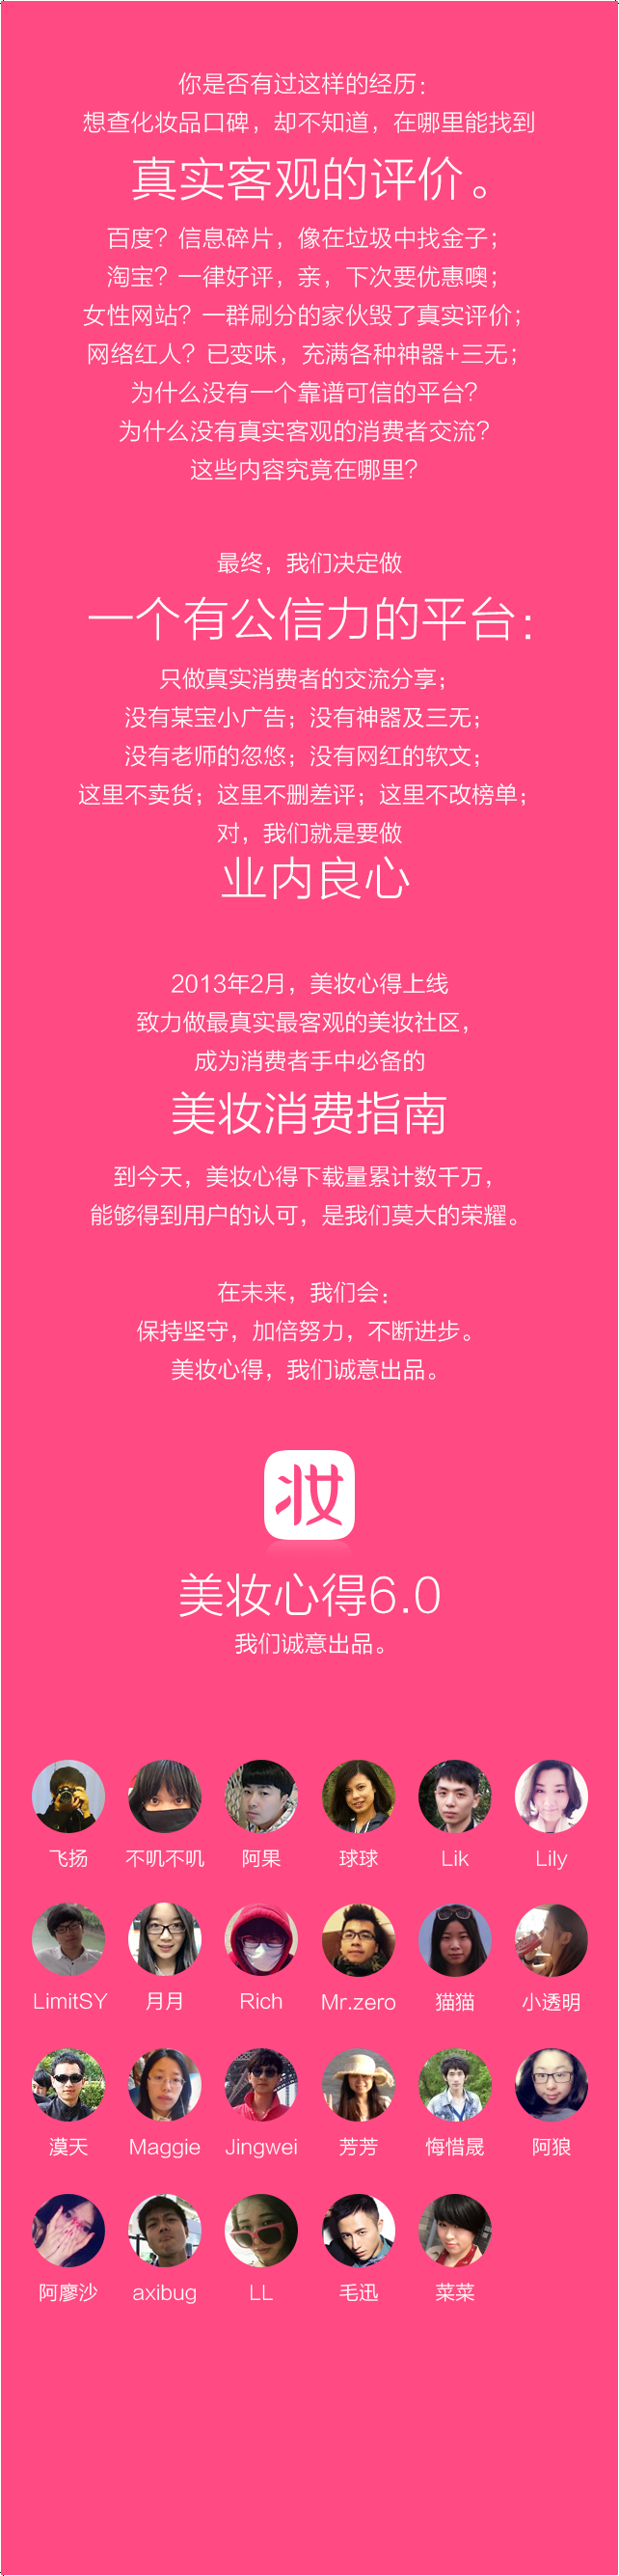 你是否有过这样的经历：
想查化妆品口碑，却不知道，在哪里能找到
真实客观的评价。
百度？信息碎片，像在垃圾中找金子；
淘宝？一律好评，亲，下次要优惠噢；
女性网站？一群刷分的家伙毁了真实评价；
网络红人？已变味，充满各种神器+三无；
为什么没有一个靠谱可信的平台？
为什么没有真实客观的消费者交流？
这些内容究竟在哪里？
最终，我们决定做
一个有公信力的平台：
只做真实消费者的交流分享；
没有某宝小广告；没有神器及三无；
没有老师的忽悠；没有网红的软文；
这里不卖货；这里不删差评；这里不改榜单；
对，我们就是要做
业内良心
2013年2月，美妆心得上线
致力做最真实最客观的美妆社区，
成为消费者手中必备的
美妆消费指南
到今天，美妆心得下载量累计数千万，
能够得到用户的认可，是我们莫大的荣耀。
在未来，我们会：
保持坚守，加倍努力，不断进步。
美妆心得，我们诚意出品。
妆
美妆心得6.0
我们诚意出品。
飞扬 不叽不叽 阿果 球球 Lik Lily
LimitSY 月月 Rich Mr.zero 猫猫 小透明
漠天 Maggie Jingwei 芳芳 悔惜晟 阿狼
阿廖沙 axibug LL 毛迅 菜菜